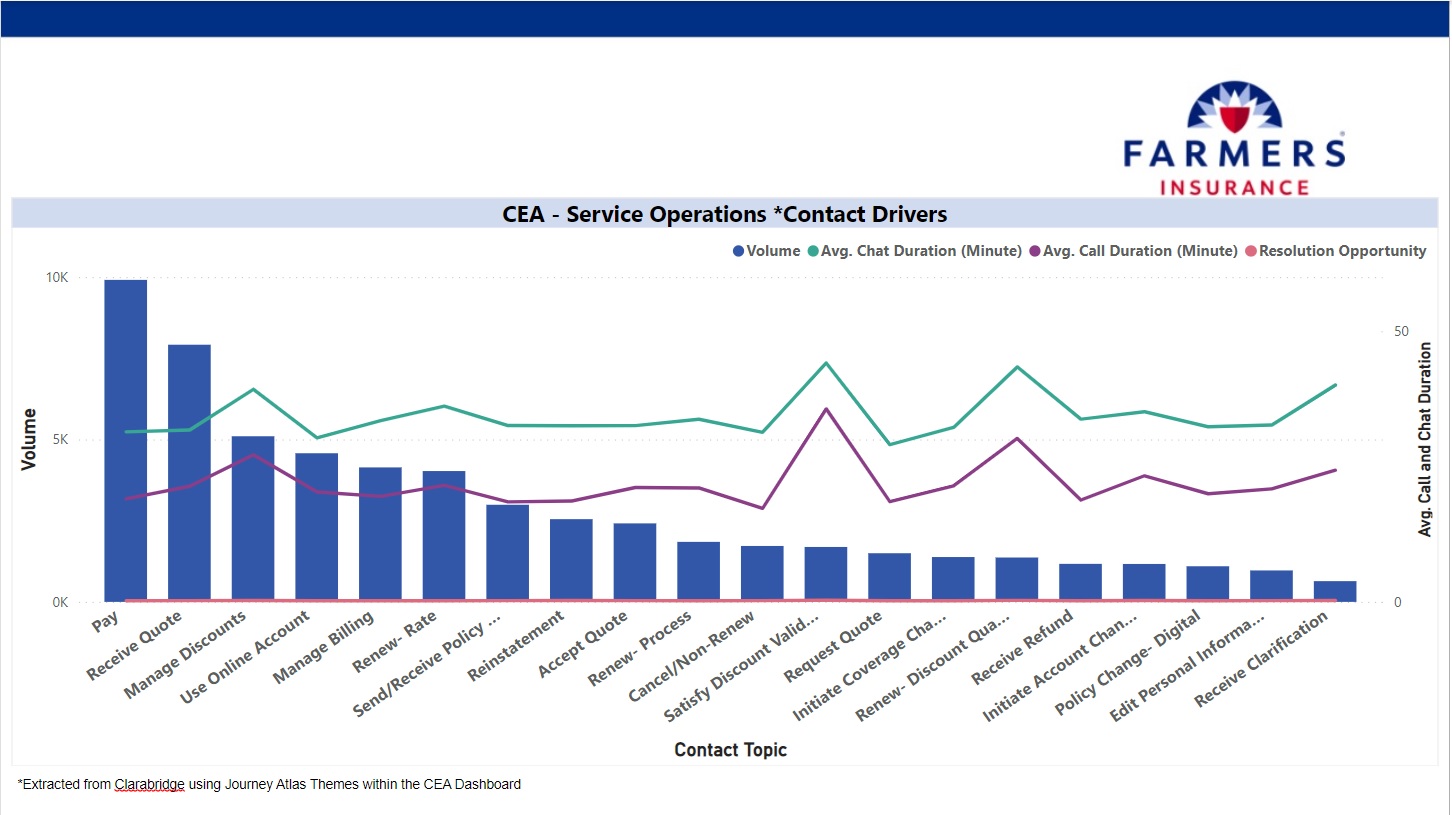 FARMERS
INSURANCE
CEA - Service Operations *Contact Drivers
Volume Avg. Chat Duration (Minute) Avg. Call Duration (Minute) Resolution Opportunity
10K
5K
0K
50
0
Volume
Avg. Call and Chat Duration
Pay
Receive Quote
Manage Discounts
Use Online Account
Manage Billing
Renew- Rate
Send/Receive Policy ...
Reinstatement
Accept Quote
Renew- Process
Cancel/Non-Renew
Satisfy Discount Valid...
Request Quote
Initiate Coverage Cha...
Renew- Discount Qua...
Receive Refund
Initiate Account Chan...
Policy Change- Digital
Edit Personal Informa...
Receive Clarification
Contact Topic
*Extracted from Clarabridge using Journey Atlas Themes within the CEA Dashboard